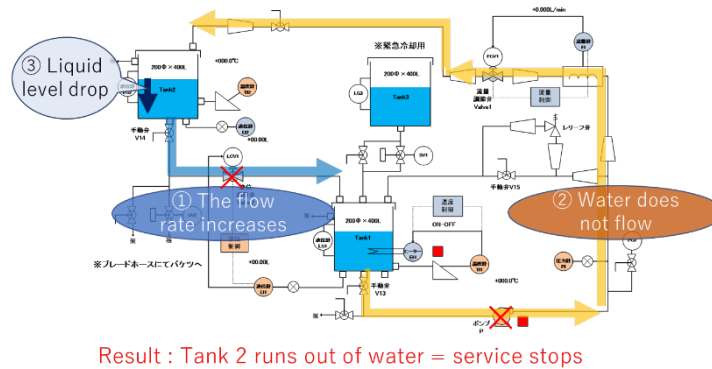 +0.000L/min
※緊急冷却用
③ Liquid
level drop
200Φ×400L
+000.0℃
Tank2
200Φ×400L
LG3
Tank3
流量
調節弁
Valve1
流量
制御
手動弁
V14
+00.00L
LCV1
SV1
リリーフ弁
手動弁V15
① The flow
rate increases
② Water does
not flow
200Φ×400L
Tank1
温度
制御
ON-OFF
※ブレードホースにてバケツへ
+00.00L
+000.0℃
手動弁
V13
ポンプ
P
Result : Tank 2 runs out of water = service stops